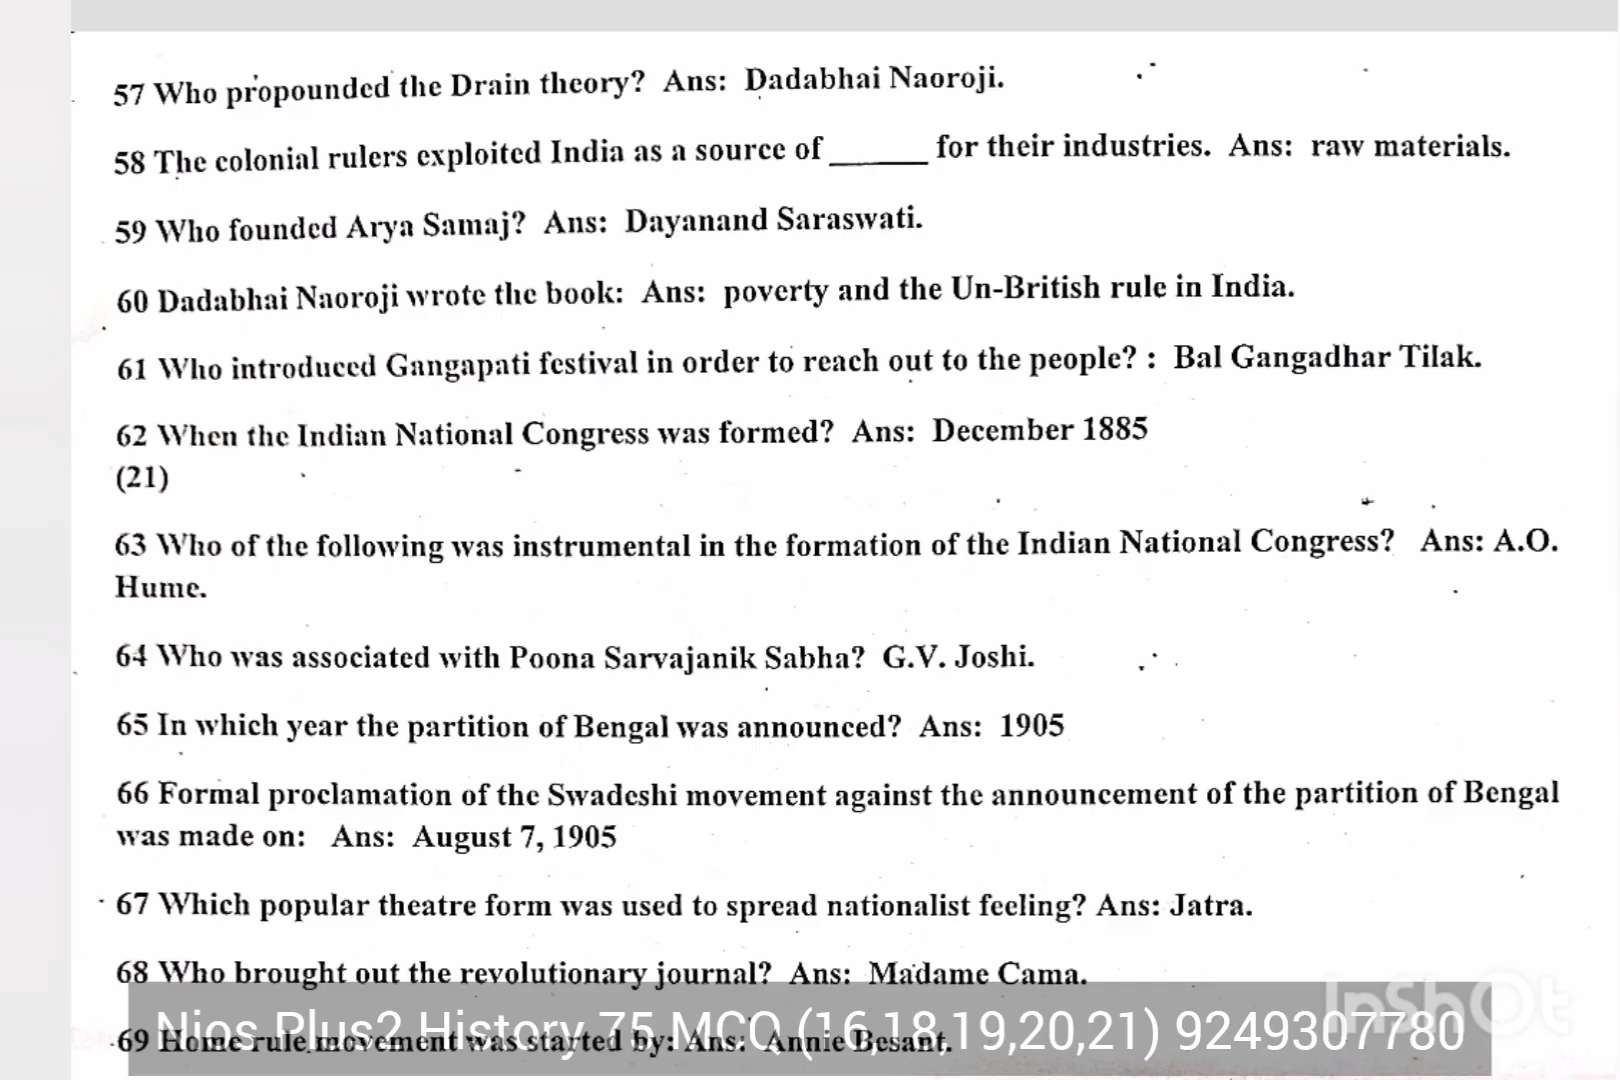 57 Who propounded the Drain theory? Ans: Dadabhai Naoroji.
58 The colonial rulers exploited India as a source of ______ for their industries. Ans: raw materials.
59 Who founded Arya Samaj? Ans: Dayanand Saraswati.
60 Dadabhai Naoroji wrote the book: Ans: poverty and the Un-British rule in India.
61 Who introduced Gangapati festival in order to reach out to the people? : Bal Gangadhar Tilak.
62 When the Indian National Congress was formed? Ans: December 1885
(21)
63 Who of the following was instrumental in the formation of the Indian National Congress? Ans: A.O.
Hume.
64 Who was associated with Poona Sarvajanik Sabha? G.V. Joshi.
65 In which year the partition of Bengal was announced? Ans: 1905
66 Formal proclamation of the Swadeshi movement against the announcement of the partition of Bengal
was made on: Ans: August 7, 1905
67 Which popular theatre form was used to spread nationalist feeling? Ans: Jatra.
68 Who brought out the revolutionary journal? Ans: Madame Cama.
69 Home rule movement was started by: Ans: Annie Besant.
Nios Plus2 History 75 MCQ (16,18,19,20,21) 9249307780
InShOt